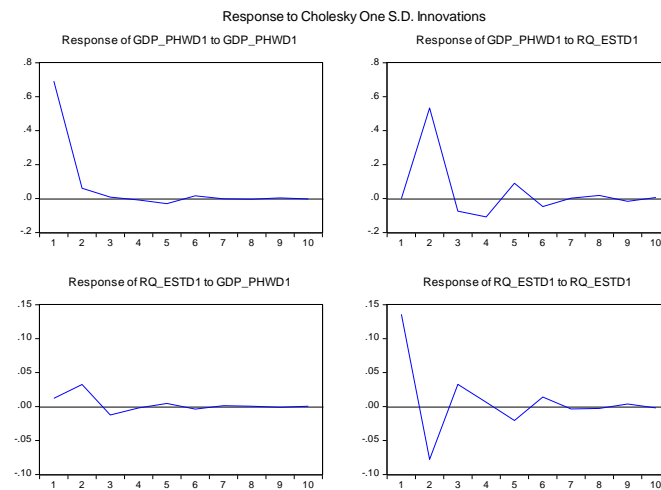 Response to Cholesky One S.D. Innovations
Response of GDP_PHWD1 to GDP_PHWD1
.8
.6
.4
.2
.0
-.2
1 2 3 4 5 6 7 8 9 10
Response of GDP_PHWD1 to RQ_ESTD1
.8
.6
.4
.2
.0
-.2
1 2 3 4 5 6 7 8 9 10
Response of RQ_ESTD1 to GDP_PHWD1
.15
.10
.05
.00
-.05
-.10
1 2 3 4 5 6 7 8 9 10
Response of RQ_ESTD1 to RQ_ESTD1
.15
.10
.05
.00
-.05
-.10
1 2 3 4 5 6 7 8 9 10